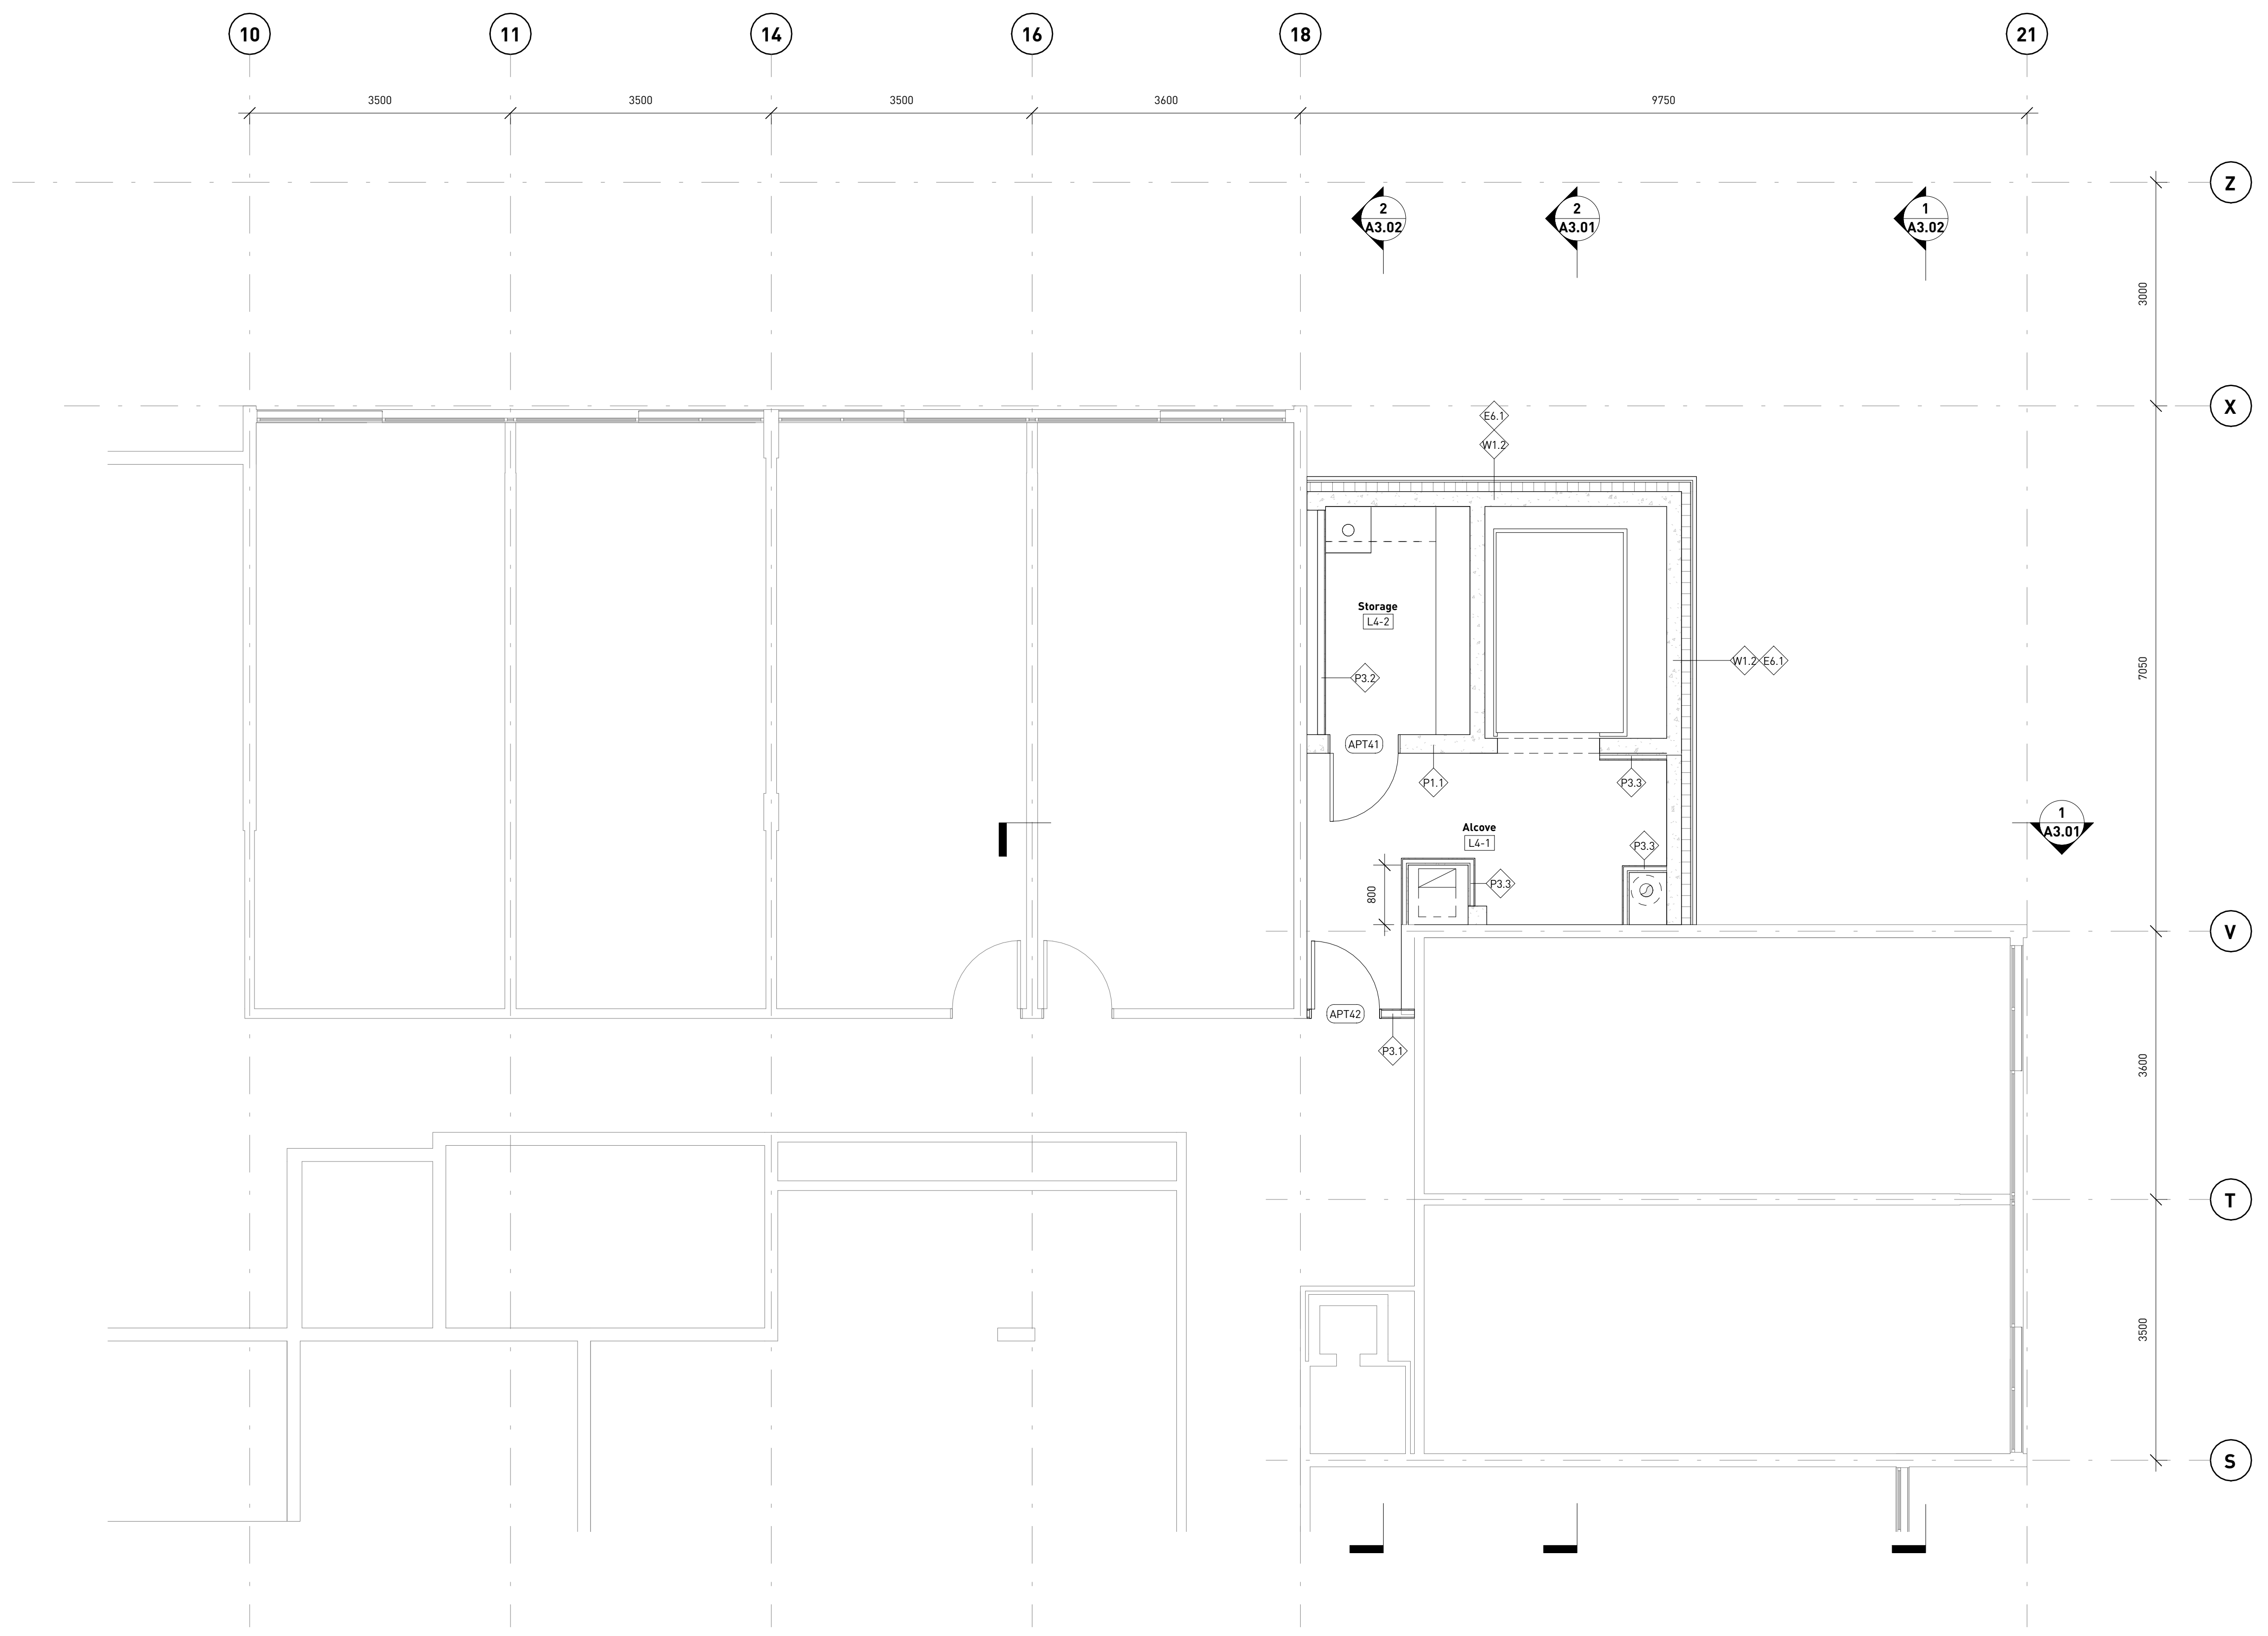 10
11
14
16
18
21
3500
3500
3500
3600
9750
Z
2
A3.02
2
A3.01
1
A3.02
3000
X
E6.1
W1.2
Storage
L4-2
W1.2
E6.1
P3.2
7050
APT41
P1.1
P3.3
Alcove
L4-1
1
A3.01
P3.3
P3.3
800
V
APT42
P3.1
3600
T
3500
S